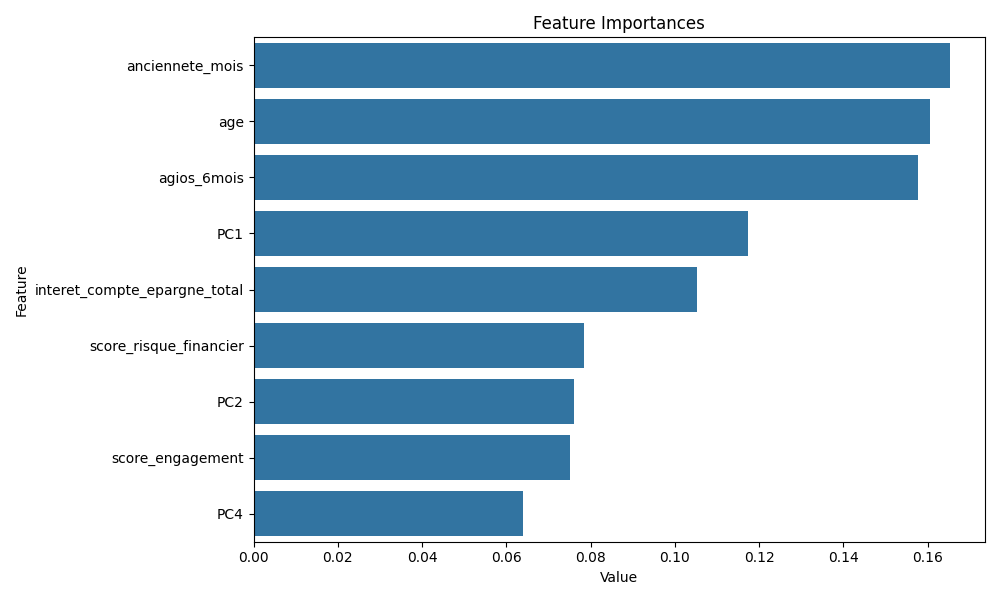 Feature Importances
Feature
anciennete_mois
age
agios_6mois
PC1
interet_compte_epargne_total
score_risque_financier
PC2
score_engagement
PC4
0.00 0.02 0.04 0.06 0.08 0.10 0.12 0.14 0.16
Value